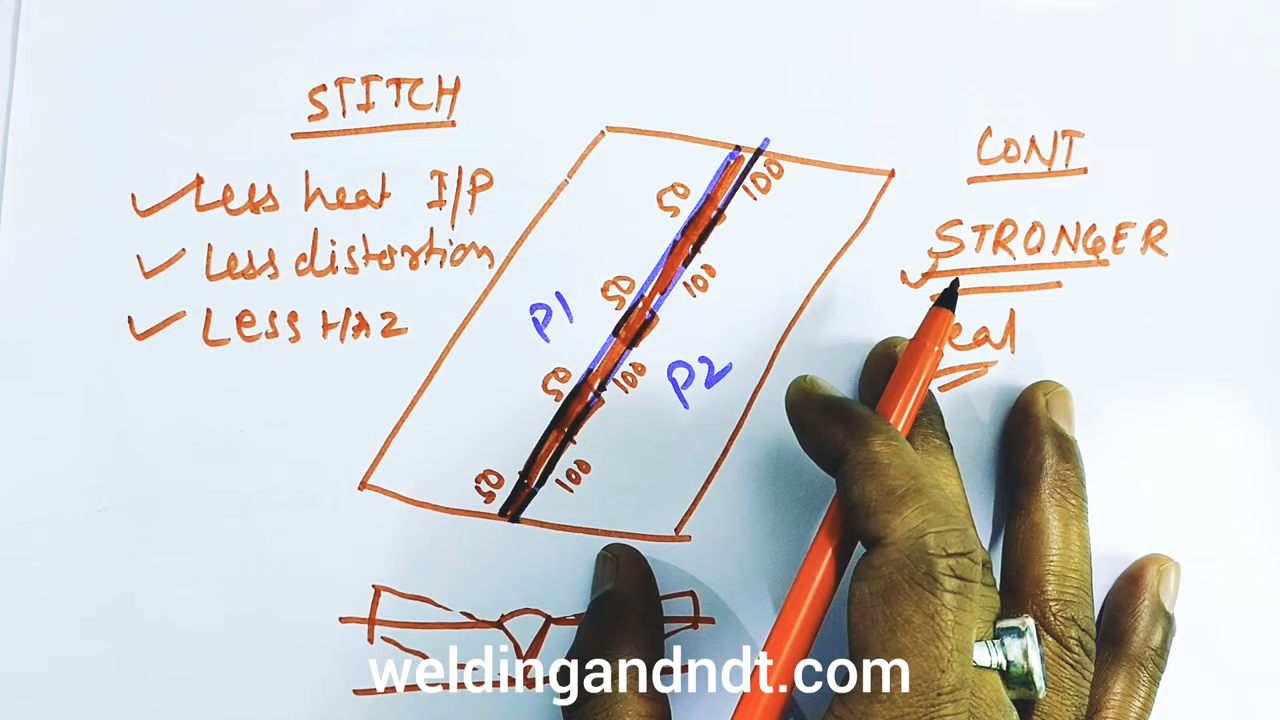 STITCH
Less heat I/P
Less distortion
Less HAZ
CONT
STRONGER
eal
50
100
50
100
P1
50
100
P2
50
100
weldingandndt.com